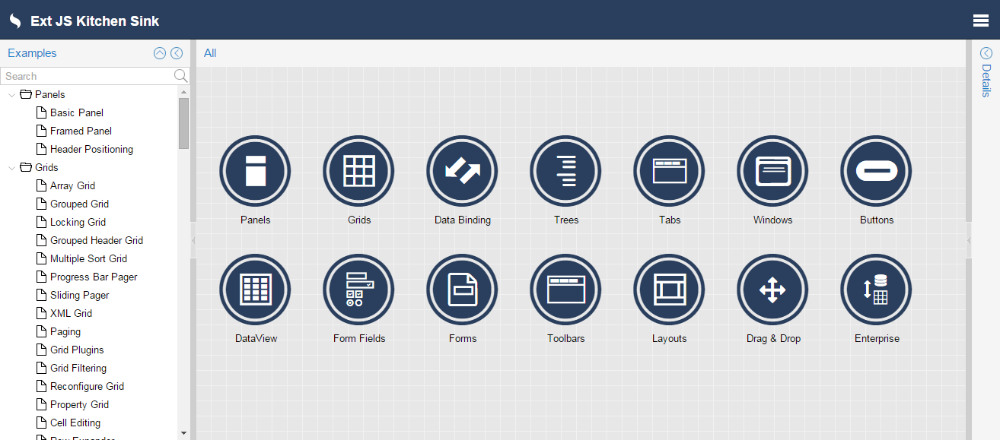 Ext JS Kitchen Sink
Examples
Search
Panels
Basic Panel
Framed Panel
Header Positioning
Grids
Array Grid
Grouped Grid
Locking Grid
Grouped Header Grid
Multiple Sort Grid
Progress Bar Pager
Sliding Pager
XML Grid
Paging
Grid Plugins
Grid Filtering
Reconfigure Grid
Property Grid
Cell Editing
Row Expander
All
Panels
Grids
Data Binding
Trees
Tabs
Windows
Buttons
DataView
Form Fields
Forms
Toolbars
Layouts
Drag & Drop
Enterprise
Details